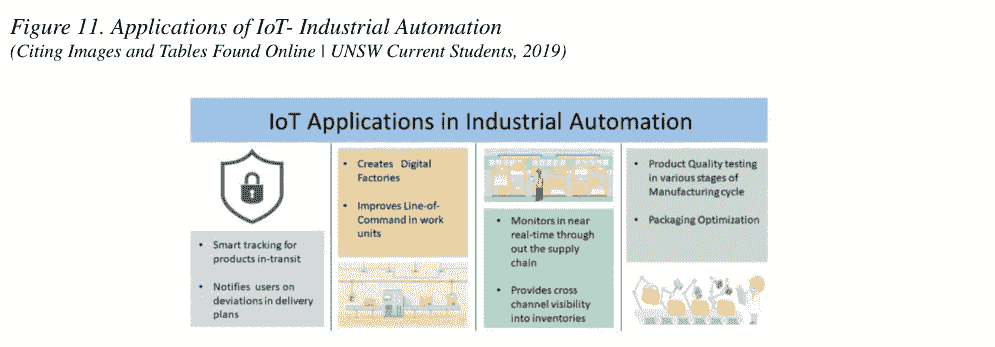 Figure 11. Applications of IoT- Industrial Automation
(Citing Images and Tables Found Online | UNSW Current Students, 2019)
IoT Applications in Industrial Automation
• Smart tracking for
products in-transit
• Notifies users on
deviations in delivery
plans
• Creates Digital
Factories
• Improves Line-of-
Command in work
units
• Monitors in near
real-time through
out the supply
chain
• Provides cross
channel visibility
into inventories
• Product Quality testing
in various stages of
Manufacturing cycle
• Packaging Optimization